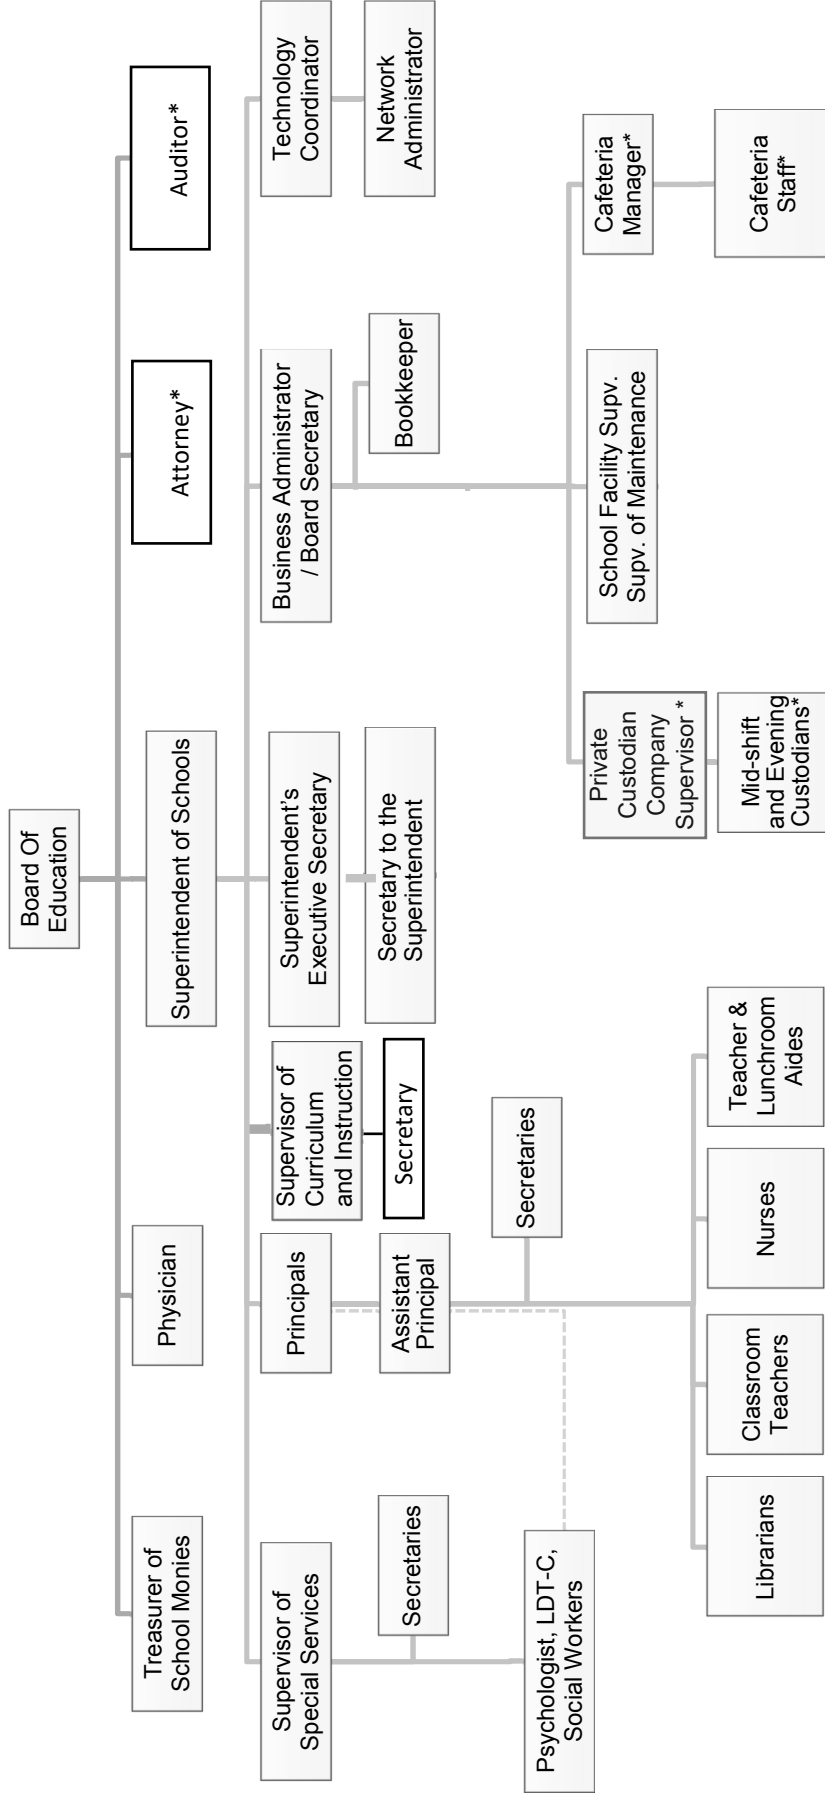 Board Of
Education
Treasurer of
School Monies
Physician
Superintendent of Schools
Attorney*
Auditor*
Supervisor of
Special Services
Principals
Supervisor of
Curriculum
and Instruction
Superintendent's
Executive Secretary
Business Administrator
/ Board Secretary
Technology
Coordinator
Secretaries
Assistant
Principal
Secretary
Secretary to the
Superintendent
Bookkeeper
Network
Administrator
Secretaries
Psychologist, LDT-C,
Social Workers
Private
Custodian
Company
Supervisor *
School Facility Supv.
Supv. of Maintenance
Cafeteria
Manager*
Librarians
Classroom
Teachers
Nurses
Teacher &
Lunchroom
Aides
Mid-shift
and Evening
Custodians*
Cafeteria
Staff*